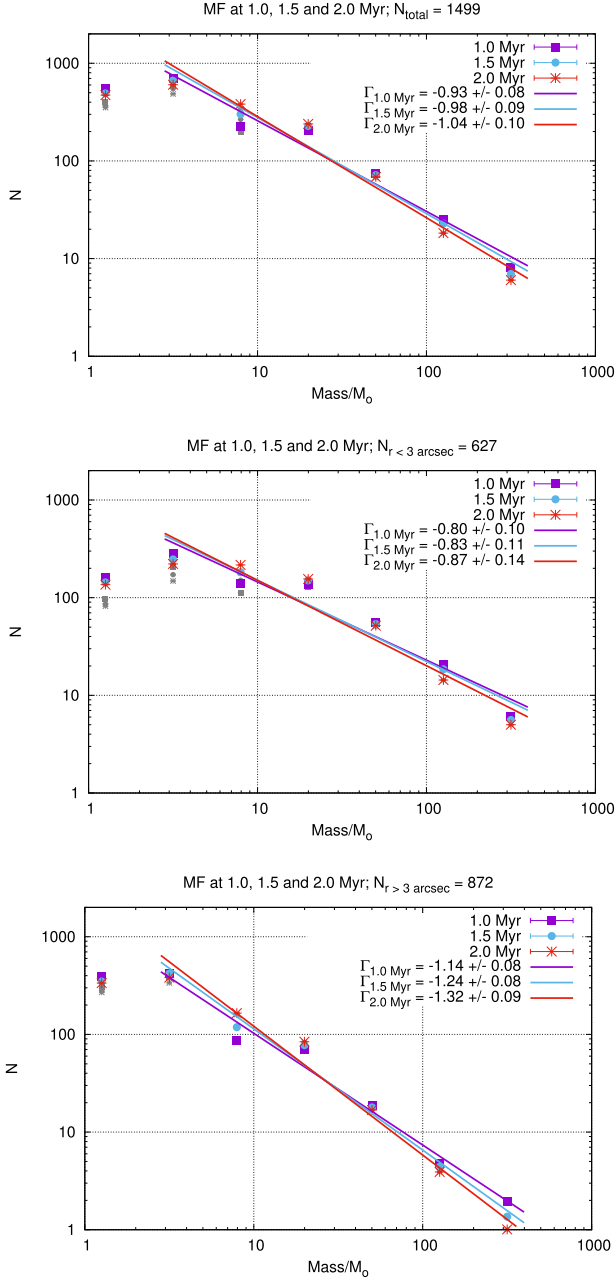 MF at 1.0, 1.5 and 2.0 Myr; N_total = 1499
1.0 Myr
1.5 Myr
2.0 Myr
Γ_1.0 Myr = -0.93 +/- 0.08
Γ_1.5 Myr = -0.98 +/- 0.09
Γ_2.0 Myr = -1.04 +/- 0.10
1000
100
10
1
N
1 10 100 1000
Mass/M_o
MF at 1.0, 1.5 and 2.0 Myr; N_r < 3 arcsec = 627
1.0 Myr
1.5 Myr
2.0 Myr
Γ_1.0 Myr = -0.80 +/- 0.10
Γ_1.5 Myr = -0.83 +/- 0.11
Γ_2.0 Myr = -0.87 +/- 0.14
1000
100
10
1
N
1 10 100 1000
Mass/M_o
MF at 1.0, 1.5 and 2.0 Myr; N_r > 3 arcsec = 872
1.0 Myr
1.5 Myr
2.0 Myr
Γ_1.0 Myr = -1.14 +/- 0.08
Γ_1.5 Myr = -1.24 +/- 0.08
Γ_2.0 Myr = -1.32 +/- 0.09
1000
100
10
1
N
1 10 100 1000
Mass/M_o